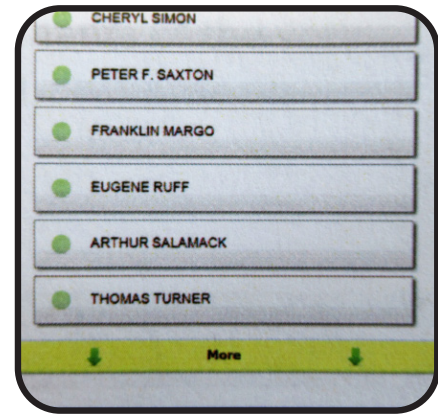 CHERYL SIMON
PETER F. SAXTON
FRANKLIN MARGO
EUGENE RUFF
ARTHUR SALAMACK
THOMAS TURNER
More